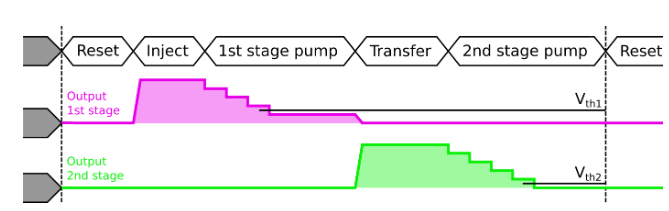 Reset Inject 1st stage pump Transfer 2nd stage pump Reset
Output
1st stage
Vth1
Output
2nd stage
Vth2